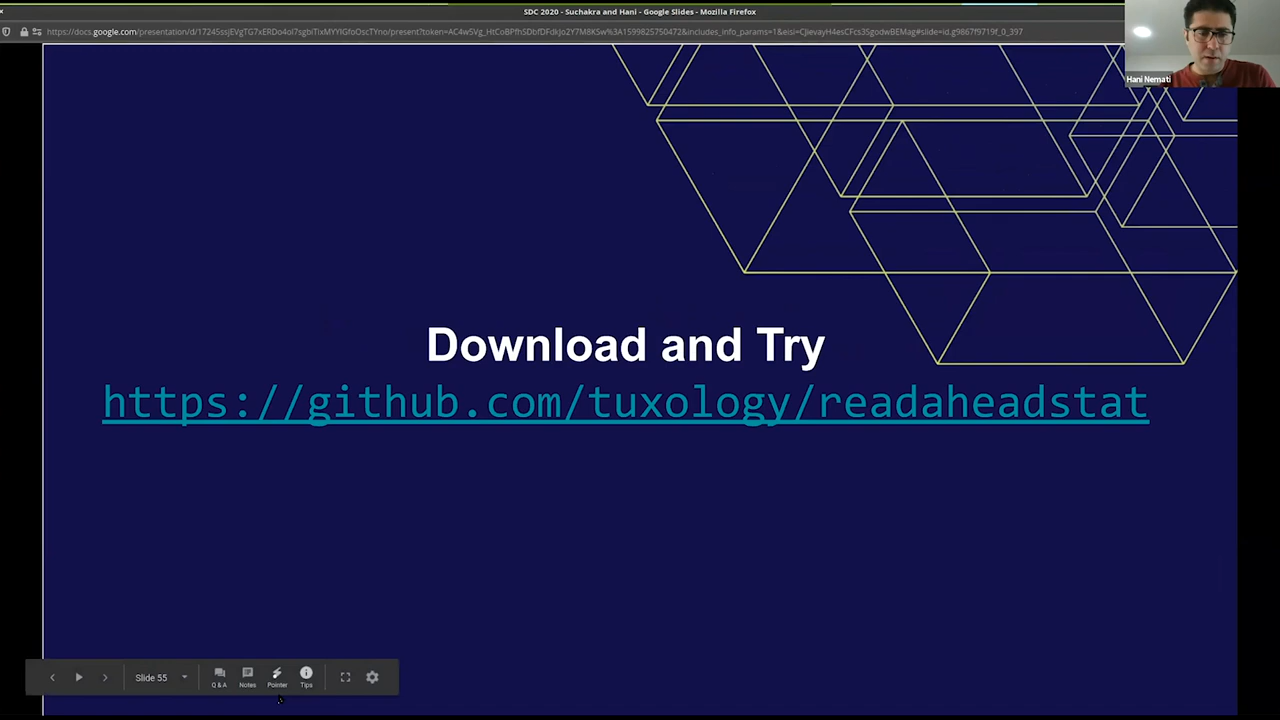 SDC 2020 - Suchakra and Hani - Google Slides - Mozilla Firefox
Hani Nemati
Download and Try
https://github.com/tuxology/readaheadstat
Slide 55
Q & A
Notes
Pointer
Tips